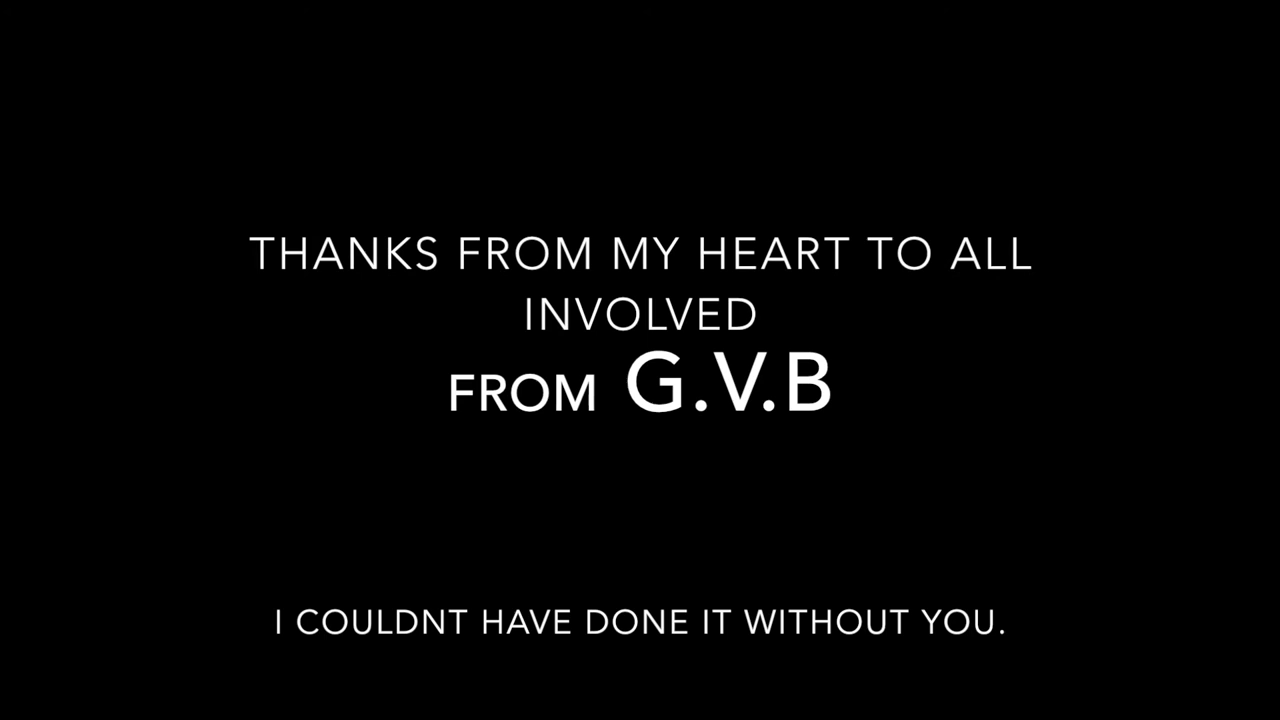 THANKS FROM MY HEART TO ALL
INVOLVED
FROM G.V.B
I COULDNT HAVE DONE IT WITHOUT YOU.